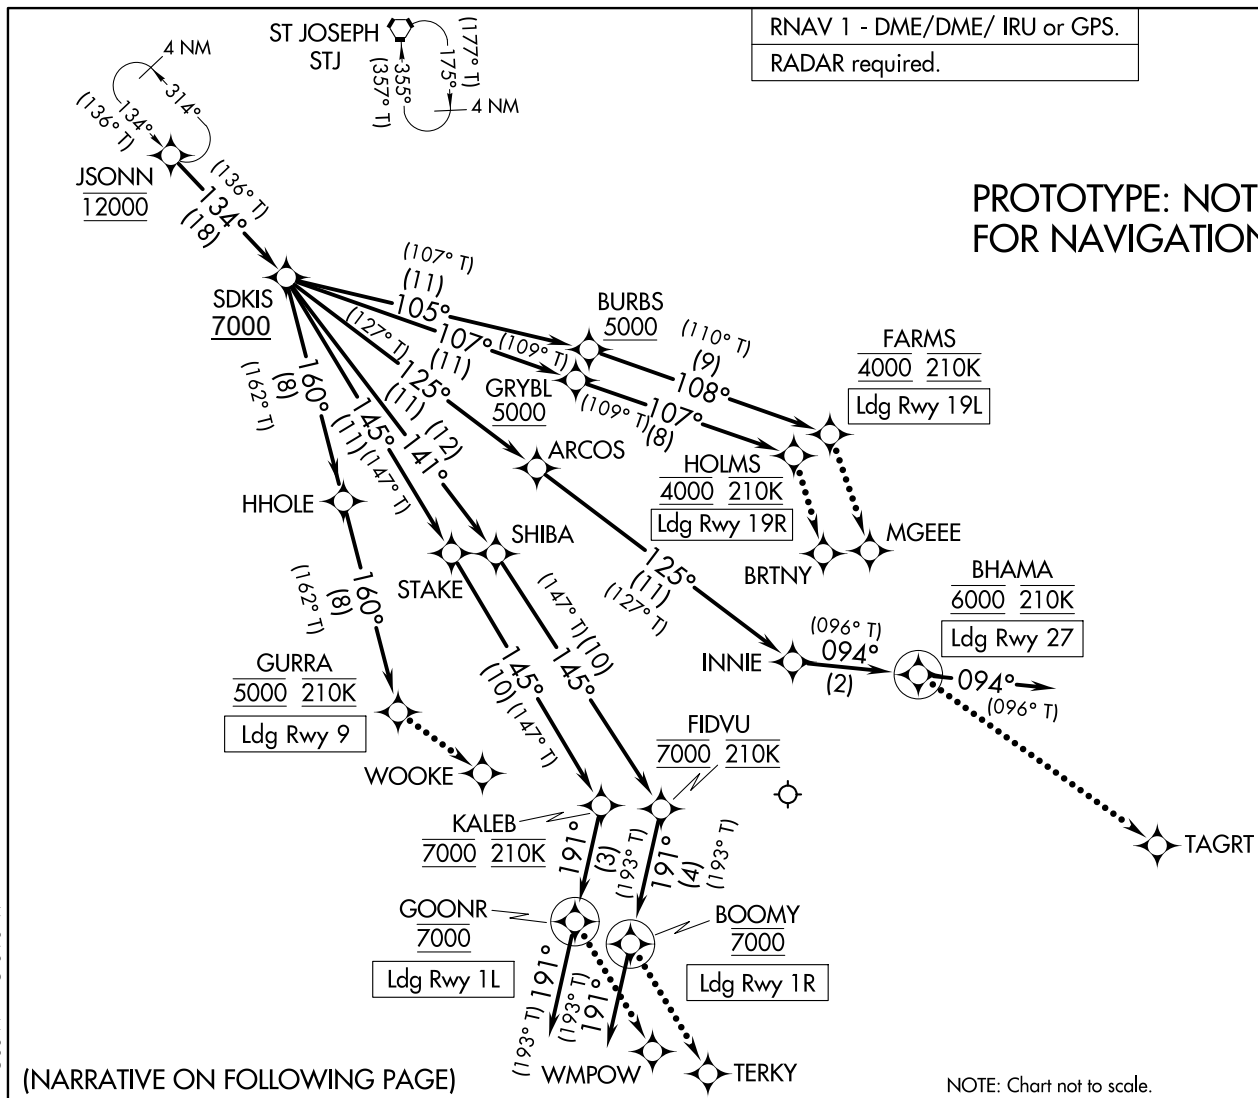 RNAV 1 - DME/DME/ IRU or GPS.
RADAR required.
ST JOSEPH
STJ
(177° T)
175°
355°
(357° T)
4 NM
4 NM
314°
134°
(136° T)
JSONN
12000
(136° T)
134°
(18)
PROTOTYPE: NOT
FOR NAVIGATION
SDKIS
7000
(107° T)
(11)
105°
BURBS
5000
(110° T)
(9)
108°
FARMS
4000 210K
Ldg Rwy 19L
107°
(109° T)
(11)
GRYBL
5000
(109° T)
107°
(8)
HOLMS
4000 210K
Ldg Rwy 19R
(127° T)
125°
(11)
ARCOS
MGEEE
BRTNY
160°
(8)
(162° T)
145°
(11)
(147° T)
(12)
141°
HHOLE
SHIBA
STAKE
125°
(11)
(127° T)
BHAMA
6000 210K
Ldg Rwy 27
(096° T)
094°
(2)
INNIE
094°
(096° T)
160°
(8)
(162° T)
GURRA
5000 210K
Ldg Rwy 9
WOOKE
(147° T)
(10)
145°
145°
(10)
(147° T)
FIDVU
7000 210K
KALEB
7000 210K
TAGRT
191°
(3)
(193° T)
191°
(4)
(193° T)
GOONR
7000
Ldg Rwy 1L
BOOMY
7000
Ldg Rwy 1R
191°
(193° T)
(193° T)
191°
WMPOW
TERKY
(NARRATIVE ON FOLLOWING PAGE)
NOTE: Chart not to scale.